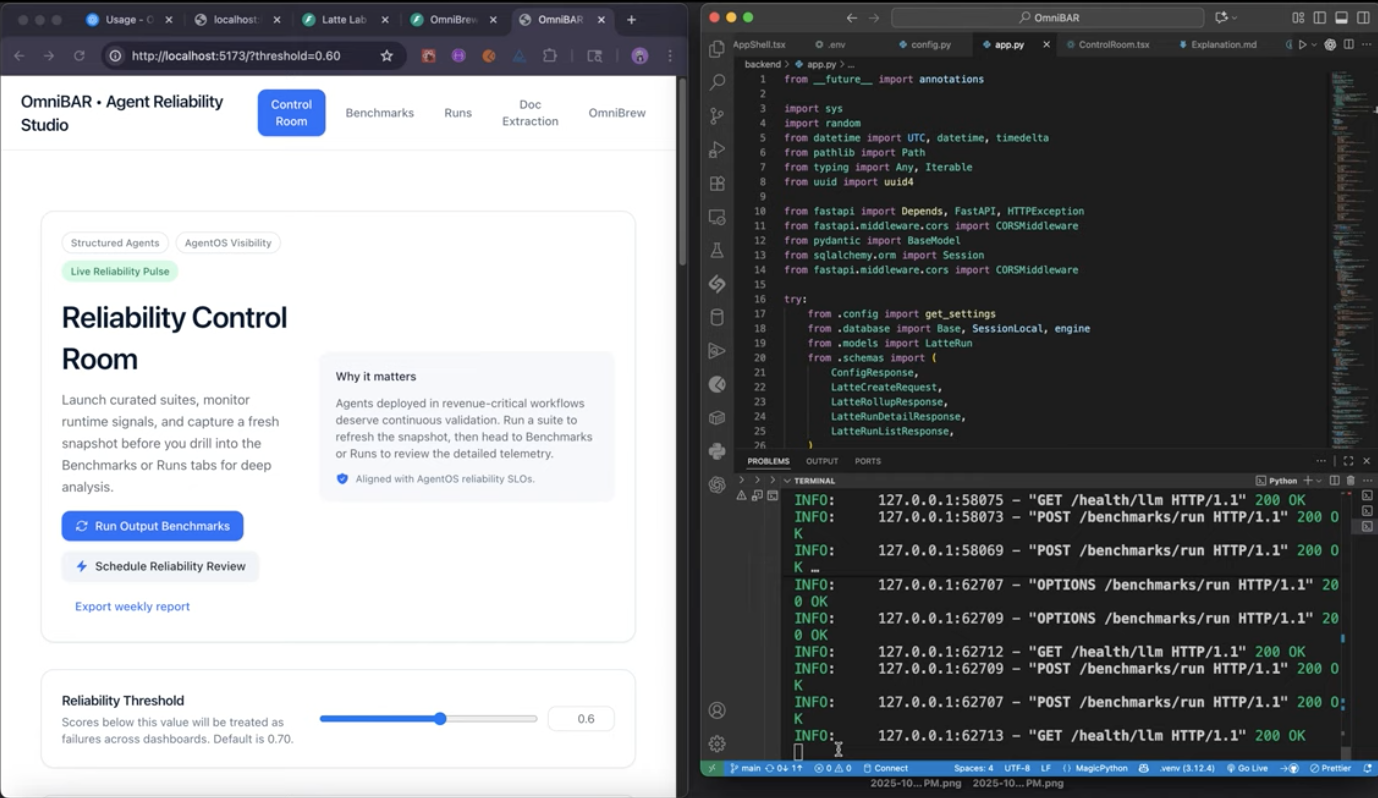 Usage - O
localhost:
Latte Lab
OmniBrew
OmniBAR
http://localhost:5173/?threshold=0.60
OmniBAR • Agent Reliability
Studio
Control
Room
Benchmarks
Runs
Doc
Extraction
OmniBrew
Structured Agents
AgentOS Visibility
Live Reliability Pulse
Reliability Control
Room
Launch curated suites, monitor
runtime signals, and capture a fresh
snapshot before you drill into the
Benchmarks or Runs tabs for deep
analysis.
Run Output Benchmarks
Schedule Reliability Review
Export weekly report
Why it matters
Agents deployed in revenue-critical workflows
deserve continuous validation. Run a suite to
refresh the snapshot, then head to Benchmarks
or Runs to review the detailed telemetry.
Aligned with AgentOS reliability SLOs.
Reliability Threshold
Scores below this value will be treated as
failures across dashboards. Default is 0.70.
0.6
OmniBAR
AppShell.tsx
.env
config.py
app.py
ControlRoom.tsx
Explanation.md
backend > app.py > ...
1 from __future__ import annotations
2
3 import sys
4 import random
5 from datetime import UTC, datetime, timedelta
6 from pathlib import Path
7 from typing import Any, Iterable
8 from uuid import uuid4
9
10 from fastapi import Depends, FastAPI, HTTPException
11 from fastapi.middleware.cors import CORSMiddleware
12 from pydantic import BaseModel
13 from sqlalchemy.orm import Session
14 from fastapi.middleware.cors import CORSMiddleware
15
16 try:
17 from .config import get_settings
18 from .database import Base, SessionLocal, engine
19 from .models import LatteRun
20 from .schemas import (
21 ConfigResponse,
22 LatteCreateRequest,
23 LatteRollupResponse,
24 LatteRunDetailResponse,
25 LatteRunListResponse,
26 )
PROBLEMS
OUTPUT
PORTS
TERMINAL
Python
INFO: 127.0.0.1:58075 - "GET /health/llm HTTP/1.1" 200 OK
INFO: 127.0.0.1:58073 - "POST /benchmarks/run HTTP/1.1" 200 O
K
INFO: 127.0.0.1:58069 - "POST /benchmarks/run HTTP/1.1" 200 O
K …
INFO: 127.0.0.1:62707 - "OPTIONS /benchmarks/run HTTP/1.1" 20
0 OK
INFO: 127.0.0.1:62709 - "OPTIONS /benchmarks/run HTTP/1.1" 20
0 OK
INFO: 127.0.0.1:62712 - "GET /health/llm HTTP/1.1" 200 OK
INFO: 127.0.0.1:62709 - "POST /benchmarks/run HTTP/1.1" 200 O
K
INFO: 127.0.0.1:62707 - "POST /benchmarks/run HTTP/1.1" 200 O
K
INFO: 127.0.0.1:62713 - "GET /health/llm HTTP/1.1" 200 OK
main
0↓ 1↑
0
0
Connect
Spaces: 4
UTF-8
LF
MagicPython
.venv (3.12.4)
Go Live
Prettier
2025-10... PM.png
2025-10... PM.png